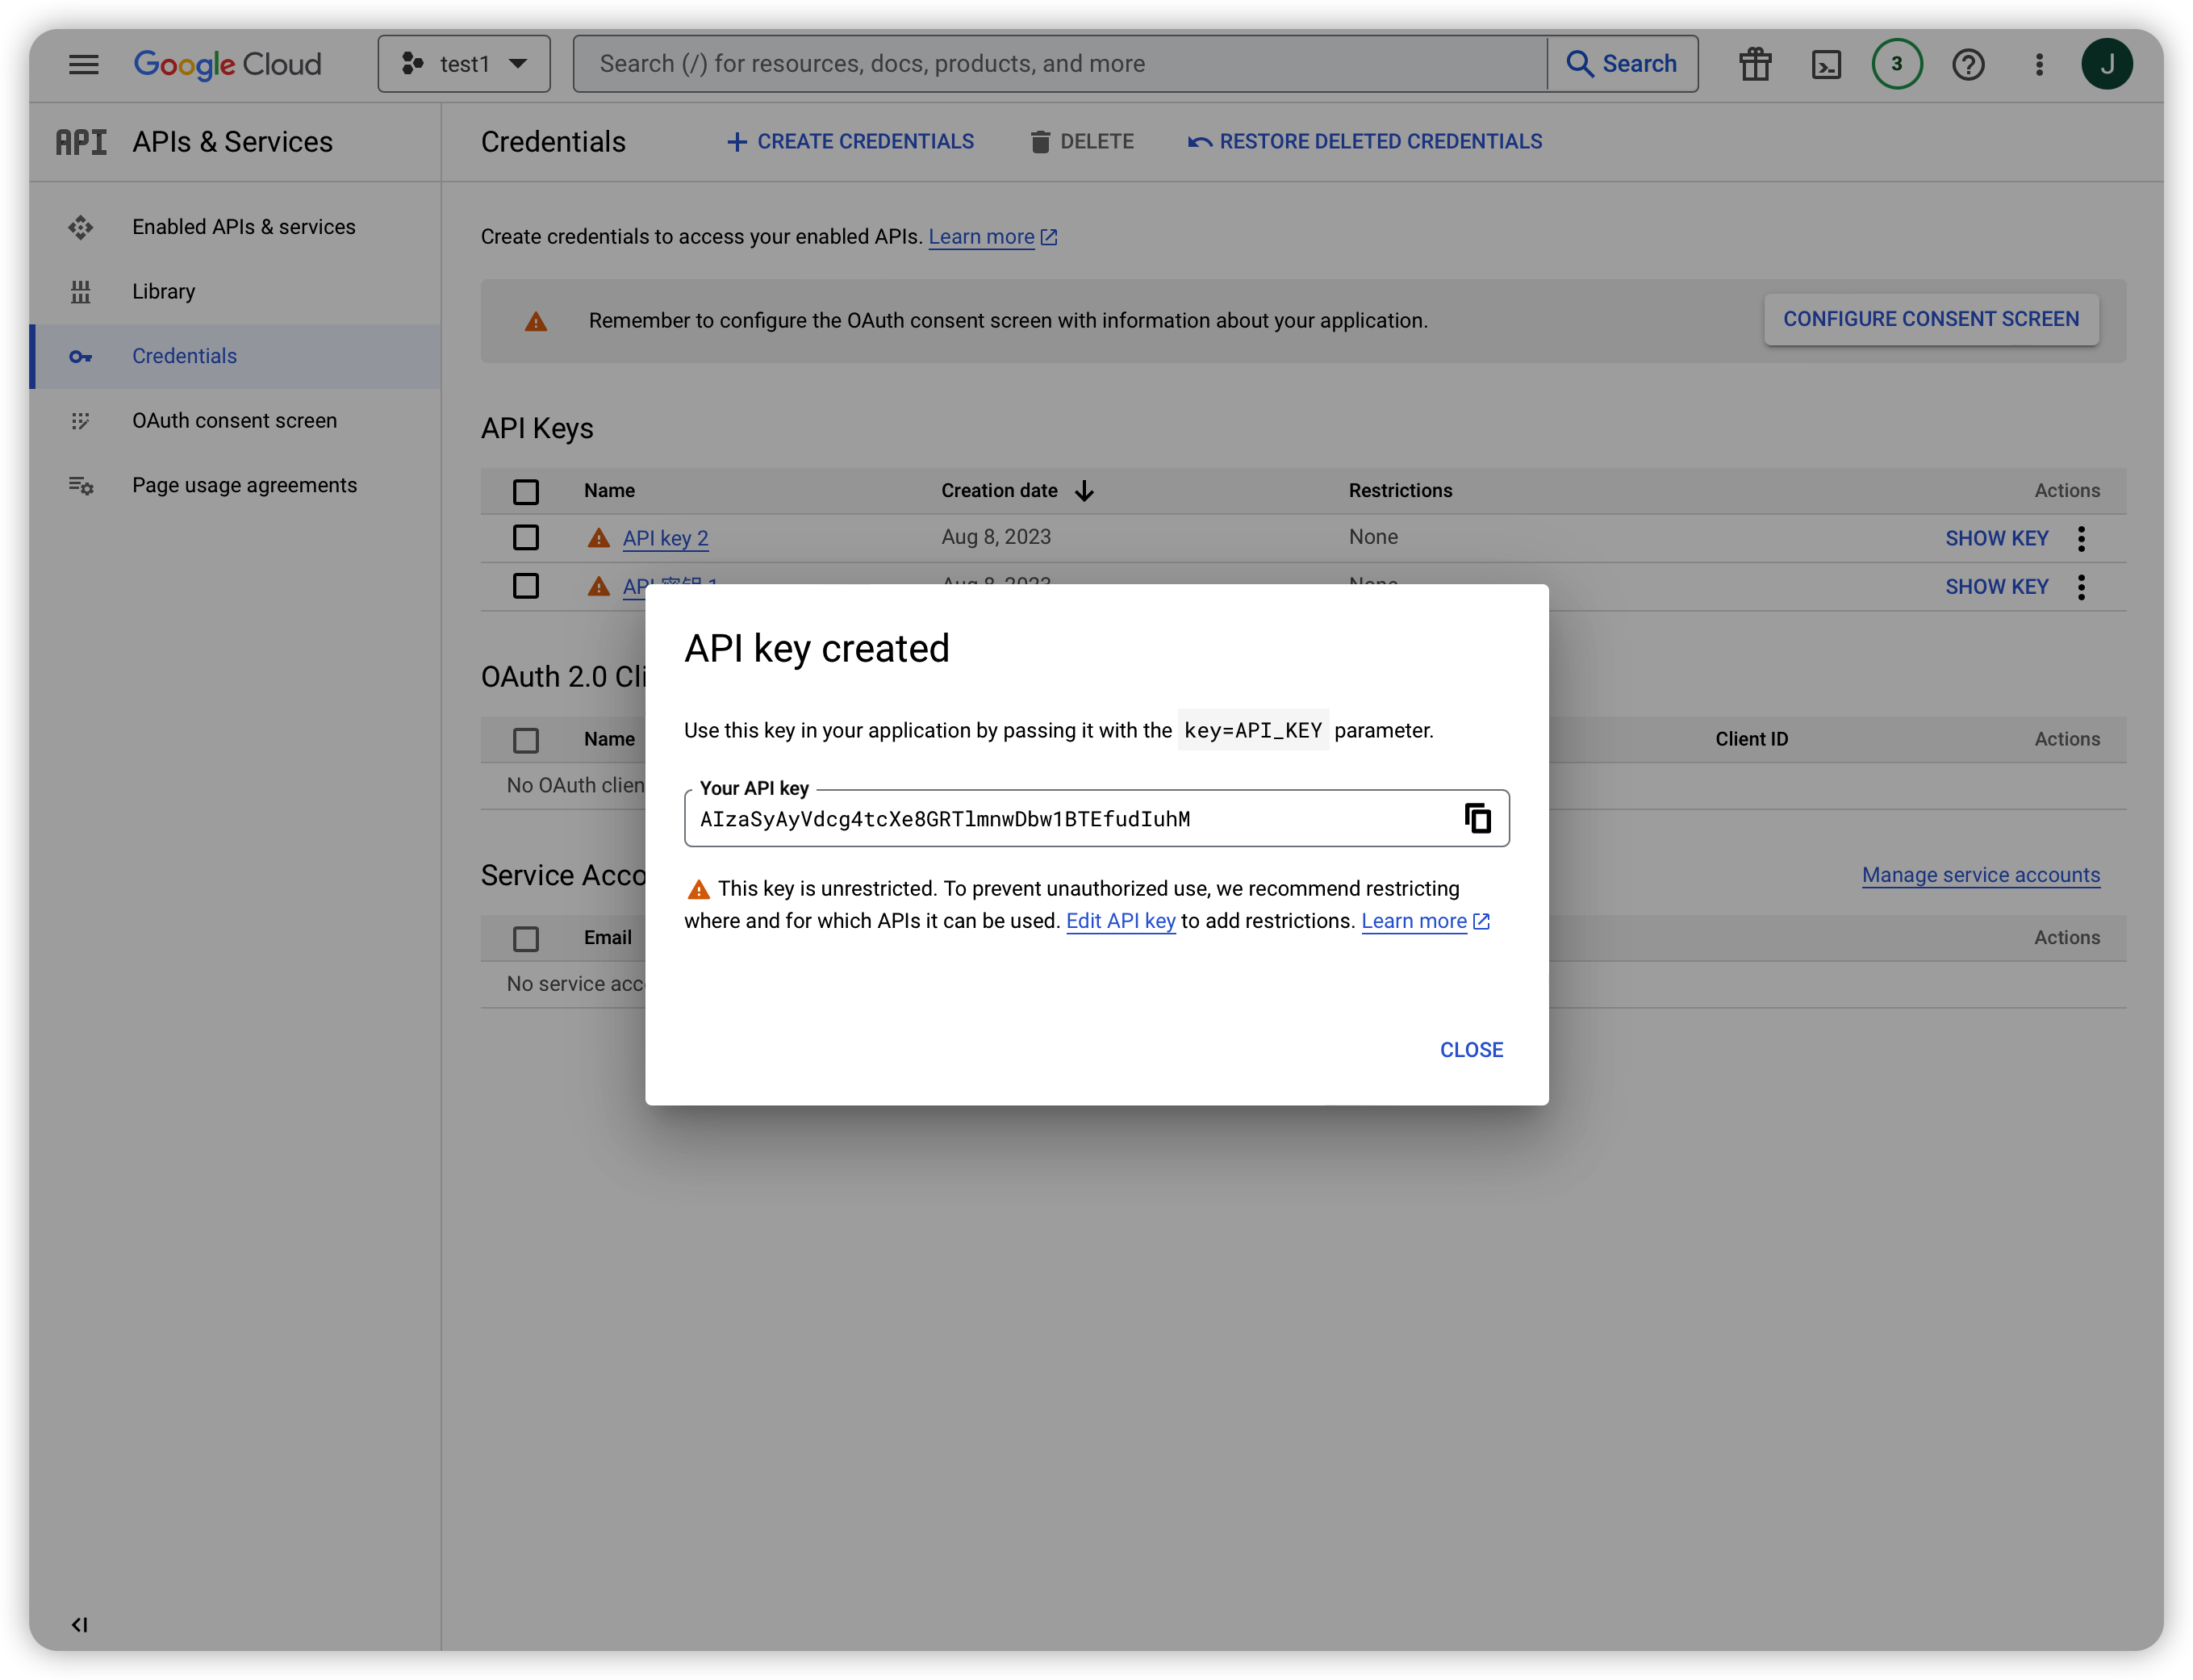 Google Cloud
test1
Search (/) for resources, docs, products, and more
Search
3
J
API
APIs & Services
Credentials
CREATE CREDENTIALS
DELETE
RESTORE DELETED CREDENTIALS
Enabled APIs & services
Library
Credentials
OAuth consent screen
Page usage agreements
Create credentials to access your enabled APIs. Learn more
Remember to configure the OAuth consent screen with information about your application.
CONFIGURE CONSENT SCREEN
API Keys
Name Creation date Restrictions Actions
API key 2 Aug 8, 2023 None SHOW KEY
API 密钥 1 Aug 8, 2023 None SHOW KEY
OAuth 2.0 Cli
Name Client ID Actions
No OAuth clien
Service Acco
Manage service accounts
Email Actions
No service acc
API key created
Use this key in your application by passing it with the key=API_KEY parameter.
Your API key
AIzaSyAyVdcg4tcXe8GRTlmnwDbw1BTEfudIuhM
This key is unrestricted. To prevent unauthorized use, we recommend restricting
where and for which APIs it can be used. Edit API key to add restrictions. Learn more
CLOSE